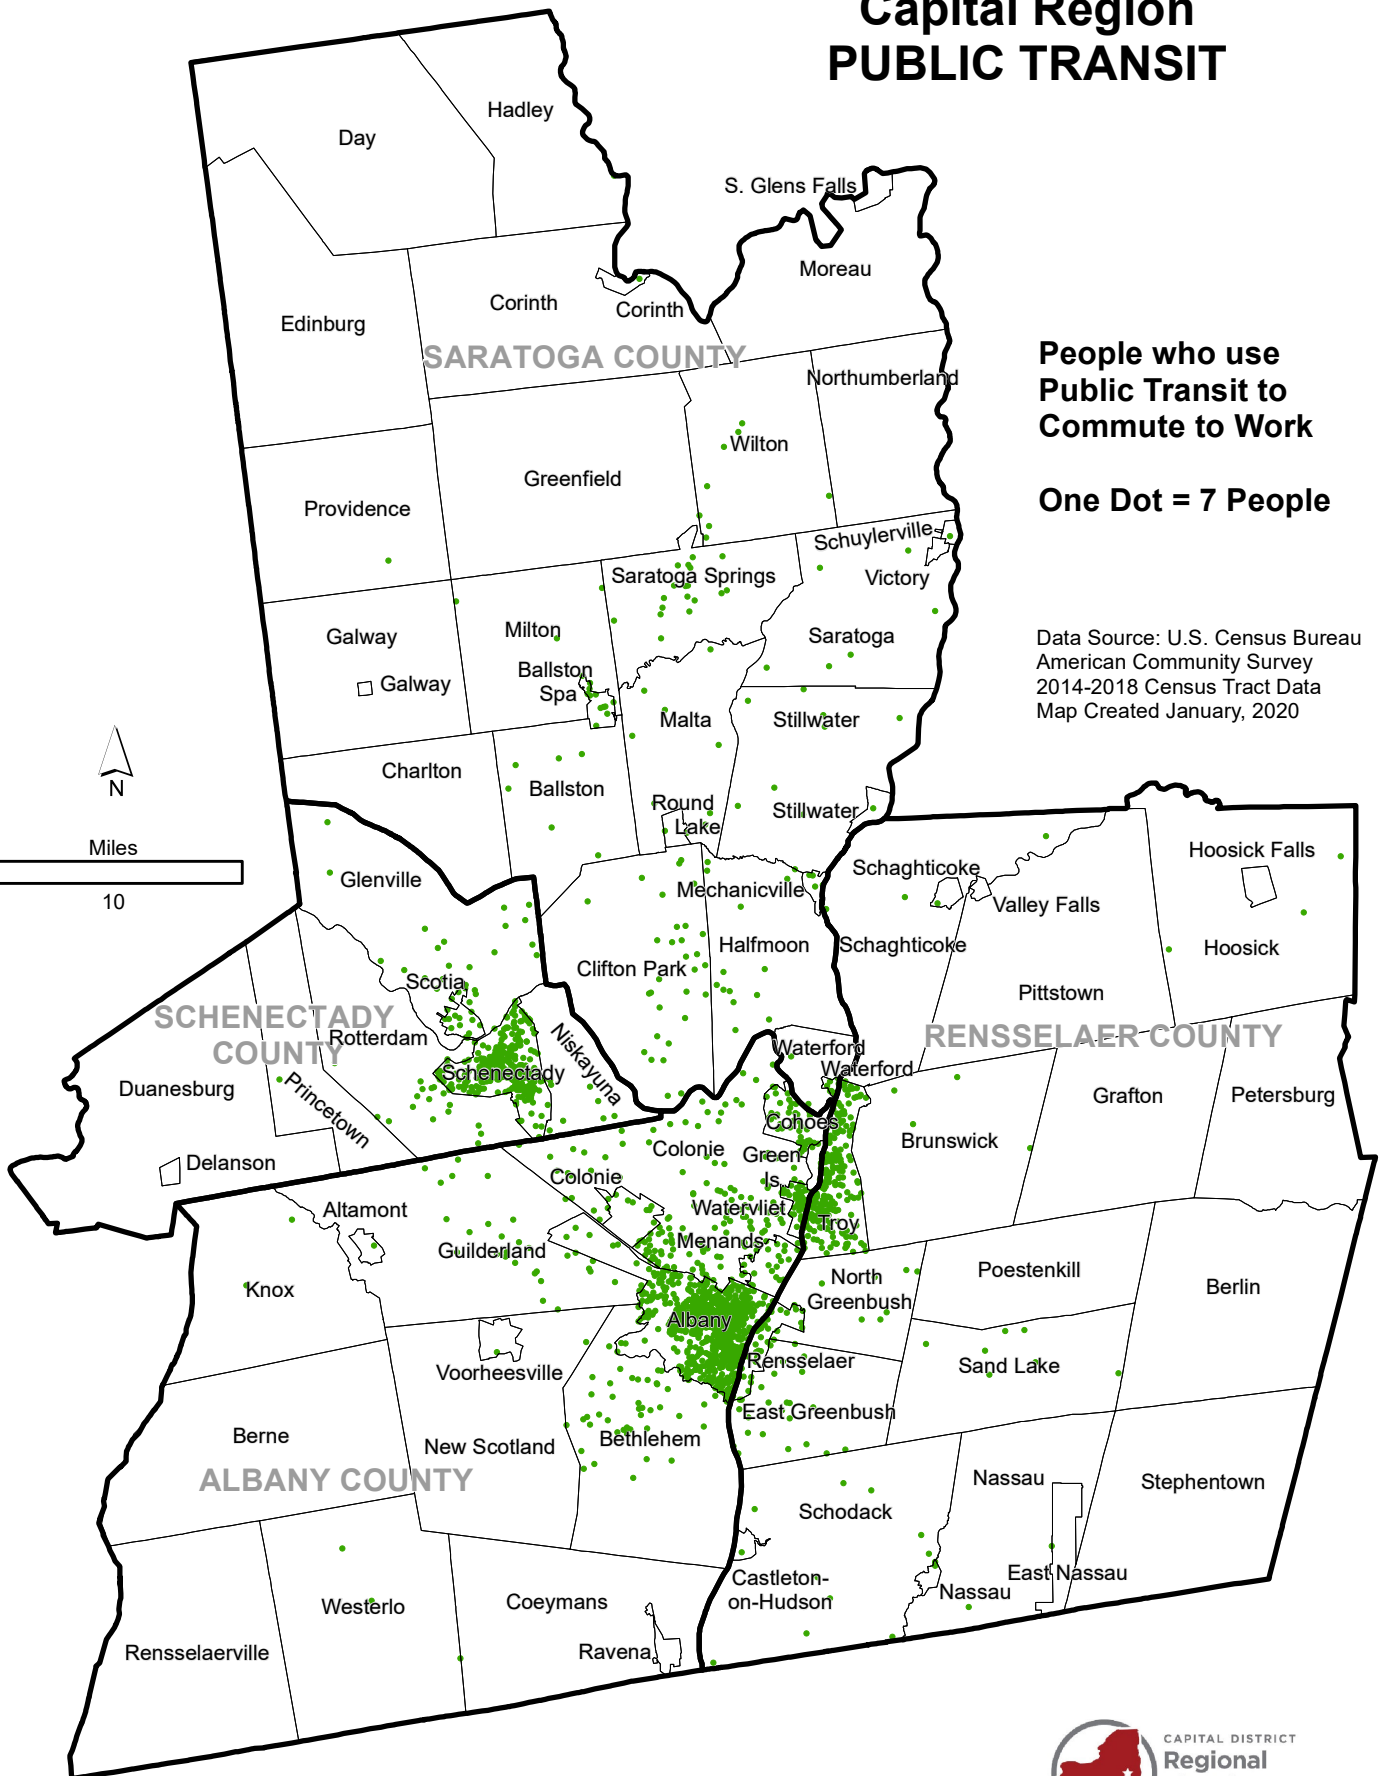 Capital Region
PUBLIC TRANSIT
Hadley
Day
S. Glens Falls
Moreau
Corinth
Corinth
Edinburg
SARATOGA COUNTY
People who use
Public Transit to
Commute to Work
One Dot = 7 People
Northumberland
Wilton
Greenfield
Providence
Schuylerville
Victory
Saratoga Springs
Galway
Milton
Saratoga
Data Source: U.S. Census Bureau
American Community Survey
2014-2018 Census Tract Data
Map Created January, 2020
Ballston
Spa
Galway
Malta
Stillwater
Charlton
Ballston
N
Round
Lake
Stillwater
Miles
10
Glenville
Mechanicville
Schaghticoke
Hoosick Falls
Valley Falls
Halfmoon
Schaghticoke
Hoosick
Clifton Park
Scotia
Pittstown
SCHENECTADY
COUNTY
Rotterdam
Niskayuna
RENSSELAER COUNTY
Waterford
Waterford
Schenectady
Duanesburg
Princetown
Grafton
Petersburg
Cohoes
Brunswick
Colonie
Green
Is.
Delanson
Colonie
Altamont
Watervliet
Troy
Menands
Guilderland
Knox
North
Greenbush
Poestenkill
Berlin
Albany
Voorheesville
Rensselaer
Sand Lake
East Greenbush
Berne
New Scotland
Bethlehem
ALBANY COUNTY
Nassau
Stephentown
Schodack
Castleton-
on-Hudson
East Nassau
Nassau
Westerlo
Coeymans
Rensselaerville
Ravena
CAPITAL DISTRICT
Regional